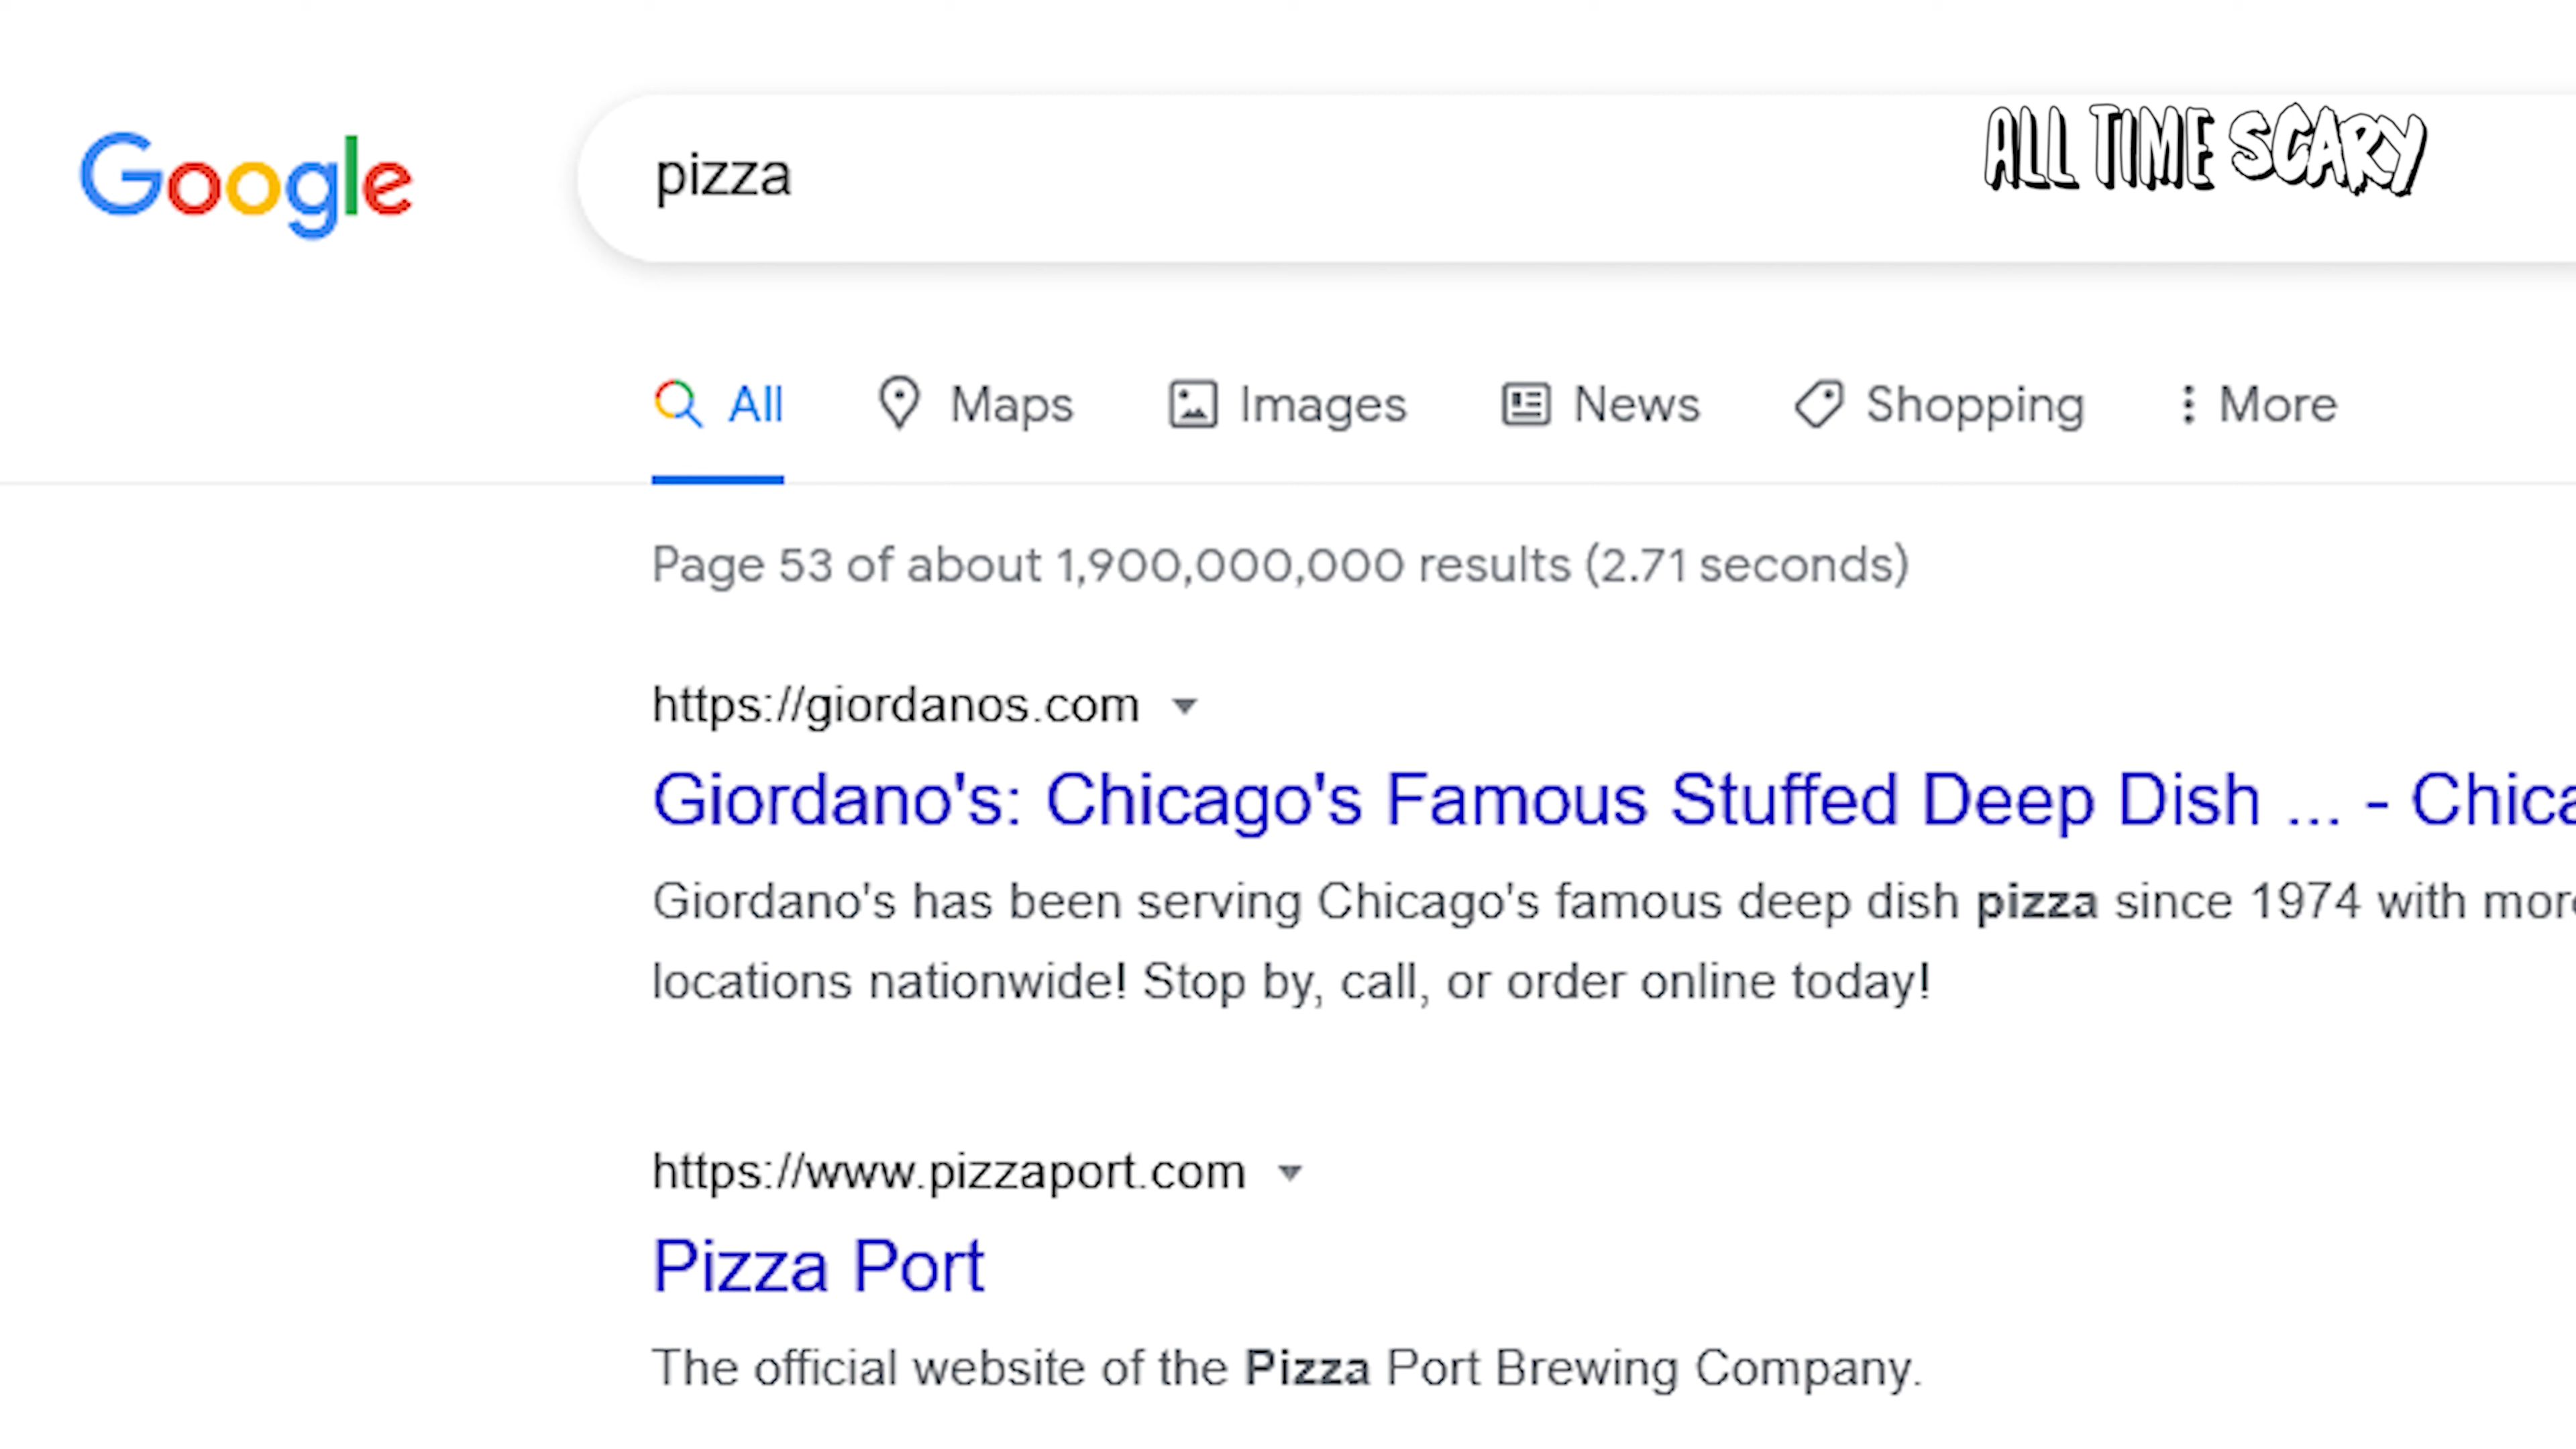 Google
pizza
ALL TIME SCARY
All Maps Images News Shopping More
Page 53 of about 1,900,000,000 results (2.71 seconds)
https://giordanos.com
Giordano's: Chicago's Famous Stuffed Deep Dish ... - Chica
Giordano's has been serving Chicago's famous deep dish pizza since 1974 with more
locations nationwide! Stop by, call, or order online today!
https://www.pizzaport.com
Pizza Port
The official website of the Pizza Port Brewing Company.